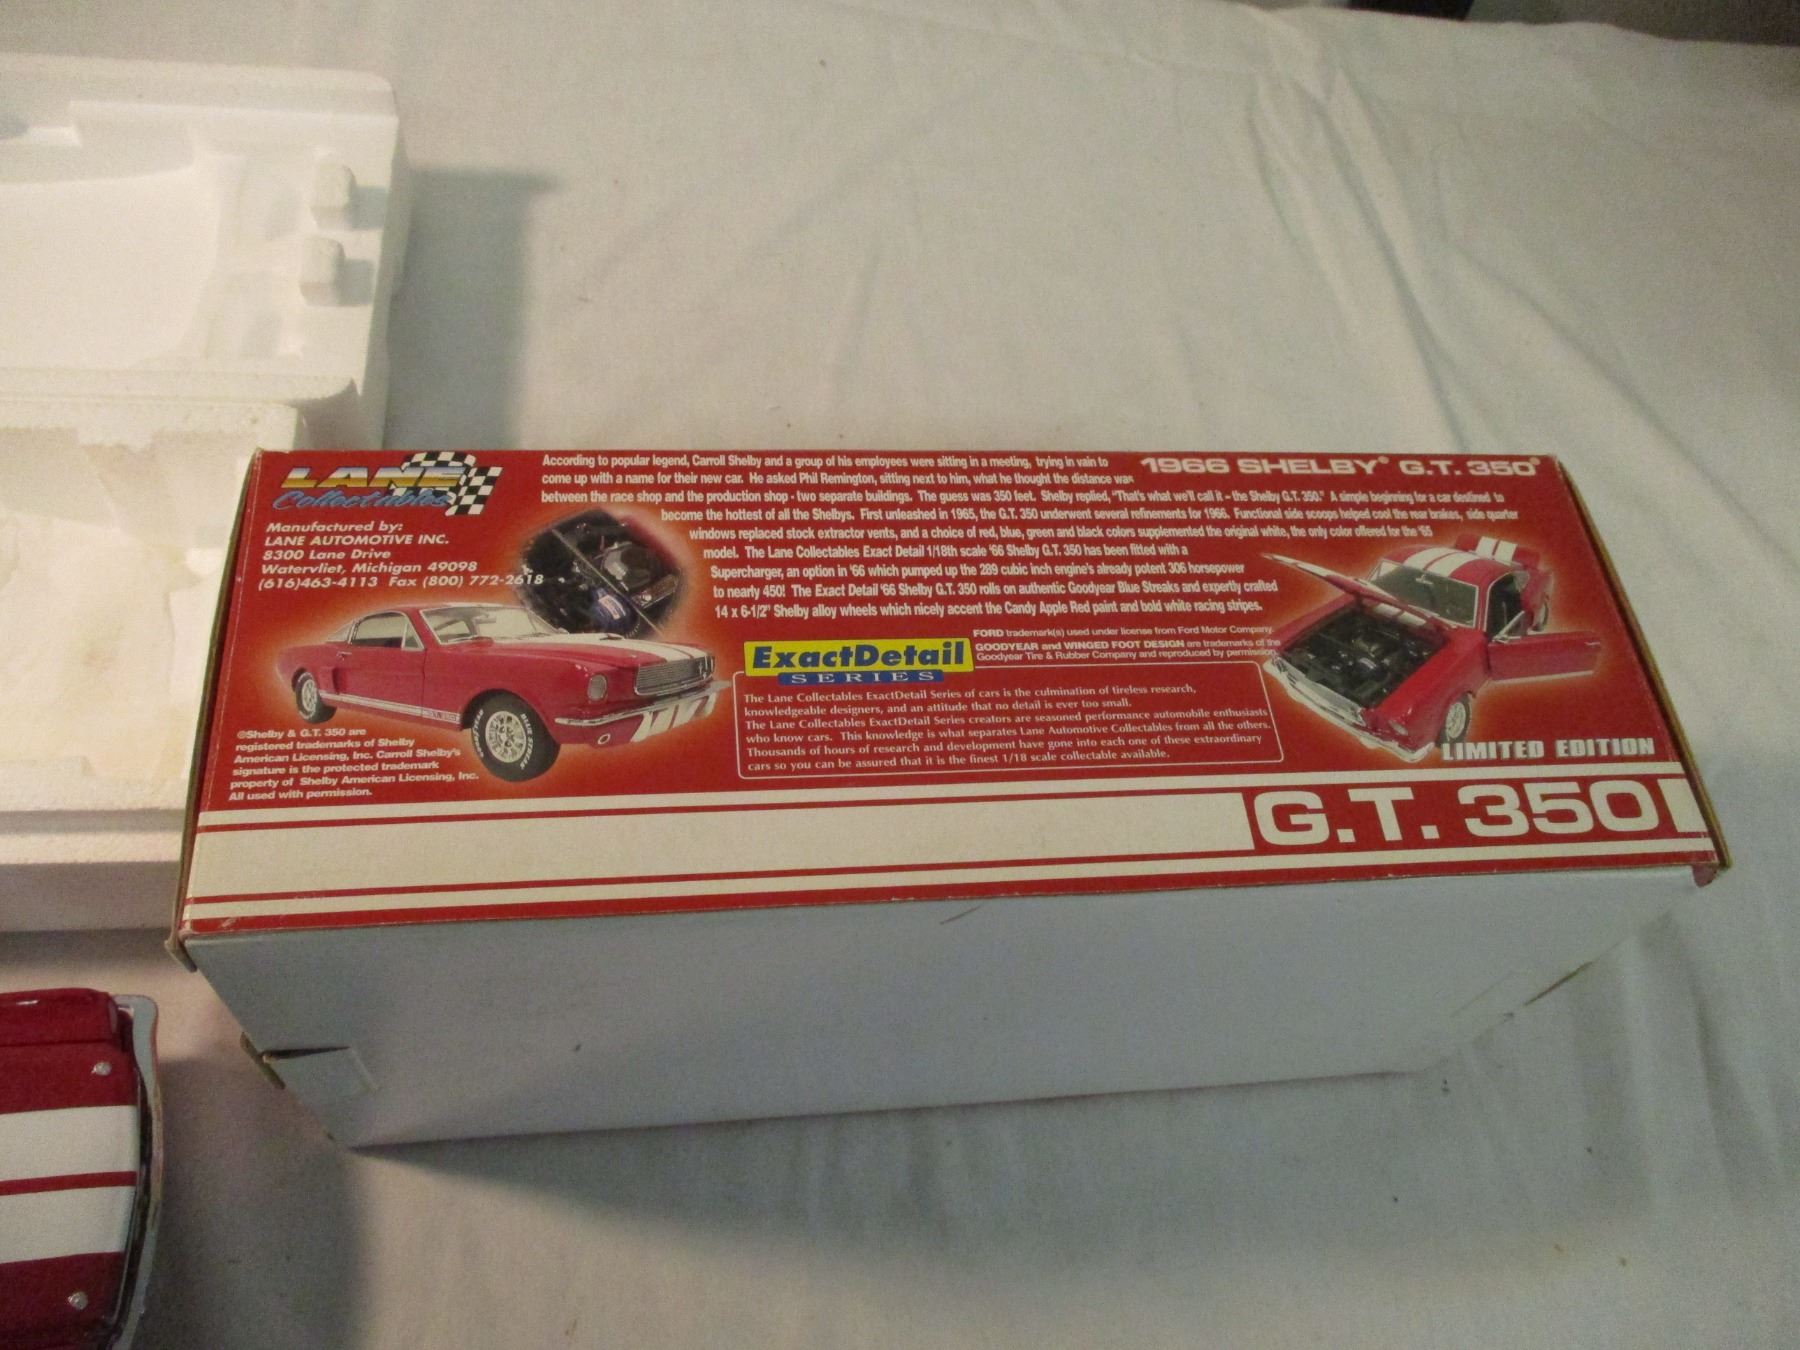 LANE
Collectables
Manufactured by:
LANE AUTOMOTIVE INC.
8300 Lane Drive
Watervliet, Michigan 49098
(616)463-4113 Fax (800) 772-2618
1966 SHELBY® G.T. 350®
According to popular legend, Carroll Shelby and a group of his employees were sitting in a meeting, trying in vain to
come up with a name for their new car. He asked Phil Remington, sitting next to him, what he thought the distance was
between the race shop and the production shop - two separate buildings. The guess was 350 feet. Shelby replied, "That's what we'll call it – the Shelby G.T. 350." A simple beginning for a car destined to
become the hottest of all the Shelbys. First unleashed in 1965, the G.T. 350 underwent several refinements for 1966. Functional side scoops helped cool the rear brakes, side quarter
windows replaced stock extractor vents, and a choice of red, blue, green and black colors supplemented the original white, the only color offered for the '65
model. The Lane Collectables Exact Detail 1/18th scale '66 Shelby G.T. 350 has been fitted with a
Supercharger, an option in '66 which pumped up the 289 cubic inch engine's already potent 306 horsepower
to nearly 450! The Exact Detail '66 Shelby G.T. 350 rolls on authentic Goodyear Blue Streaks and expertly crafted
14 x 6-1/2" Shelby alloy wheels which nicely accent the Candy Apple Red paint and bold white racing stripes.
FORD trademark(s) used under license from Ford Motor Company.
GOODYEAR and WINGED FOOT DESIGN are trademarks of the
Goodyear Tire & Rubber Company and reproduced by permission.
ExactDetail
SERIES
The Lane Collectables ExactDetail Series of cars is the culmination of tireless research,
knowledgeable designers, and an attitude that no detail is ever too small.
The Lane Collectables ExactDetail Series creators are seasoned performance automobile enthusiasts
who know cars. This knowledge is what separates Lane Automotive Collectables from all the others.
Thousands of hours of research and development have gone into each one of these extraordinary
cars so you can be assured that it is the finest 1/18 scale collectable available.
G.T. 350
GOODYEAR
BLUE STREAK
®Shelby & G.T. 350 are
registered trademarks of Shelby
American Licensing, Inc. Carroll Shelby's
signature is the protected trademark
property of Shelby American Licensing, Inc.
All used with permission.
LIMITED EDITION
G.T. 350